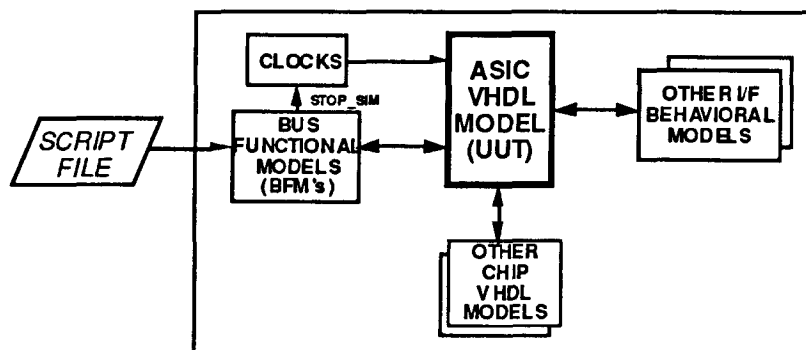 CLOCKS
STOP_SIM
BUS
FUNCTIONAL
MODELS
(BFM's)
SCRIPT
FILE
ASIC
VHDL
MODEL
(UUT)
OTHER I/F
BEHAVIORAL
MODELS
OTHER
CHIP
VHDL
MODELS